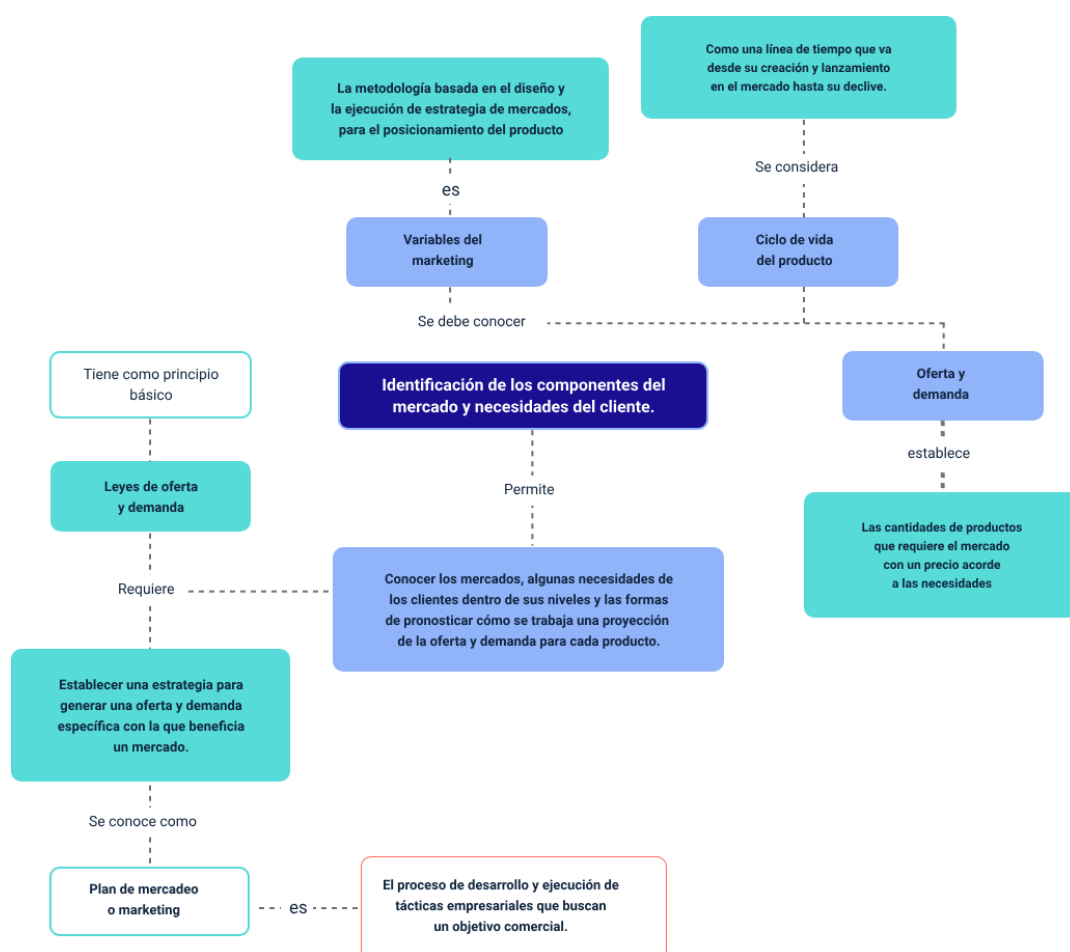 Como una línea de tiempo que va
desde su creación y lanzamiento
en el mercado hasta su declive.
La metodología basada en el diseño y
la ejecución de estrategia de mercados,
para el posicionamiento del producto
Se considera
es
Variables del
marketing
Ciclo de vida
del producto
Se debe conocer
Tiene como principio
básico
Identificación de los componentes del
mercado y necesidades del cliente.
Oferta y
demanda
establece
Leyes de oferta
y demanda
Permite
Las cantidades de productos
que requiere el mercado
con un precio acorde
a las necesidades
Requiere
Conocer los mercados, algunas necesidades de
los clientes dentro de sus niveles y las formas
de pronosticar cómo se trabaja una proyección
de la oferta y demanda para cada producto.
Establecer una estrategia para
generar una oferta y demanda
específica con la que beneficia
un mercado.
Se conoce como
Plan de mercadeo
o marketing
es
El proceso de desarrollo y ejecución de
tácticas empresariales que buscan
un objetivo comercial.